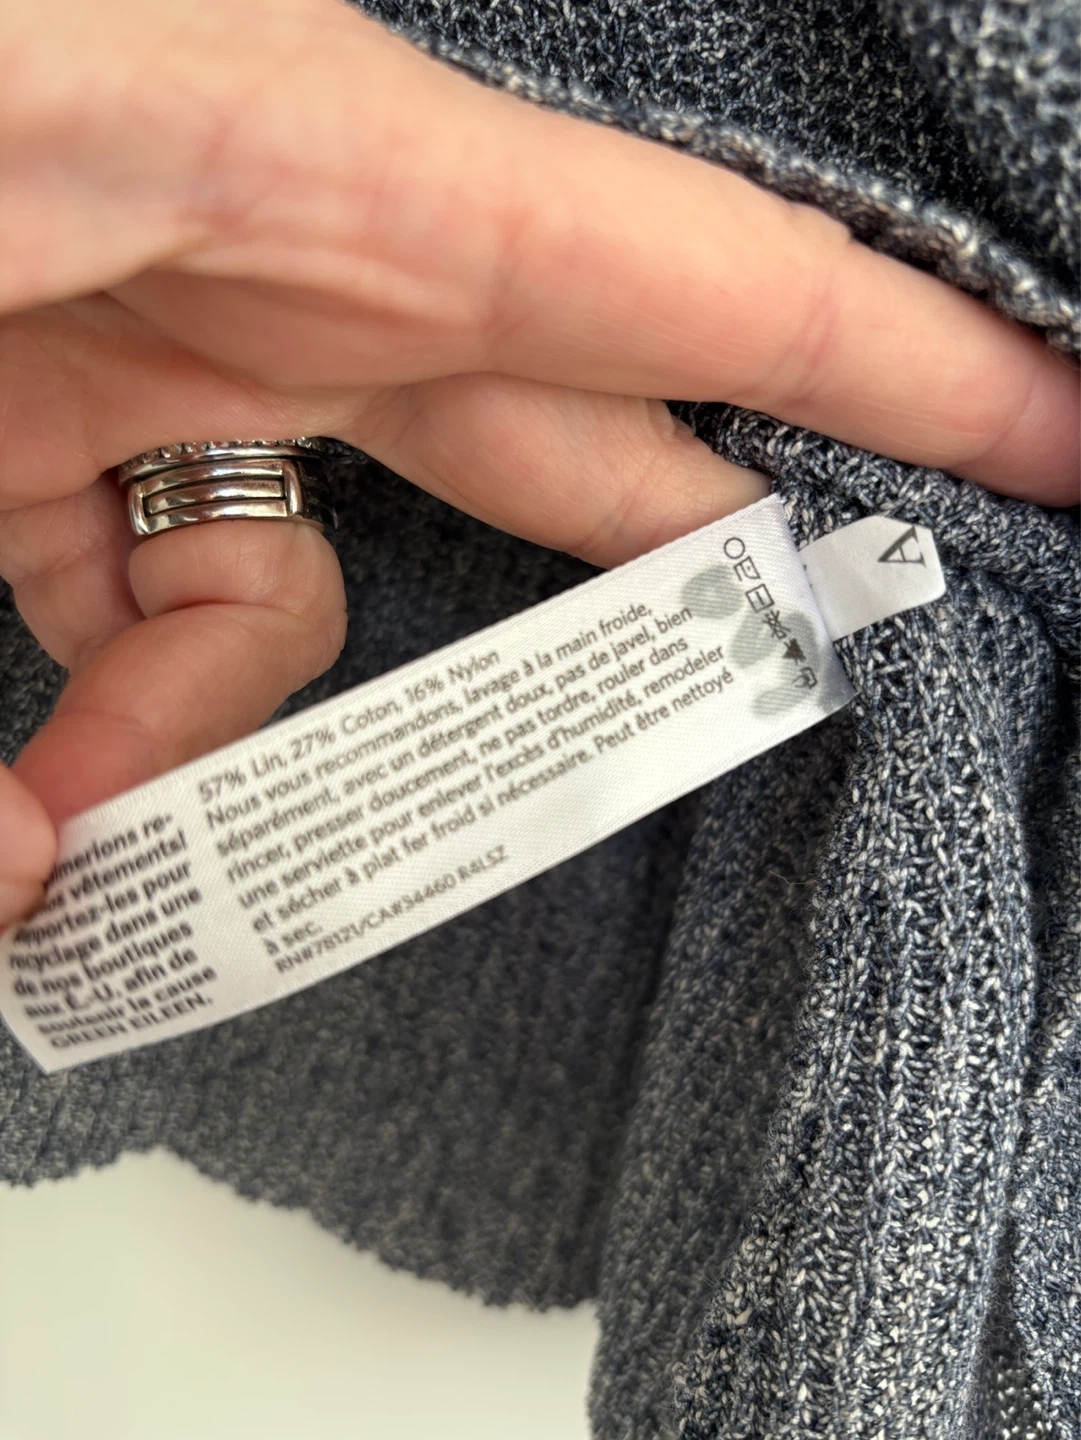 57% Lin, 27% Coton, 16% Nylon
Nous vous recommandons, lavage à la main froide,
séparément, avec un détergent doux, pas de javel, bien
rincer, presser doucement, ne pas tordre, rouler dans
une serviette pour enlever l'excès d'humidité, remodeler
et sécher à plat fer froid si nécessaire. Peut être nettoyé
à sec.
RN#78121/CA#34460 R4LSZ
re-
vêtements!
les pour
recyclage dans une
de nos boutiques
aux É.-U. afin de
soutenir la cause
GREEN EILEEN.
A